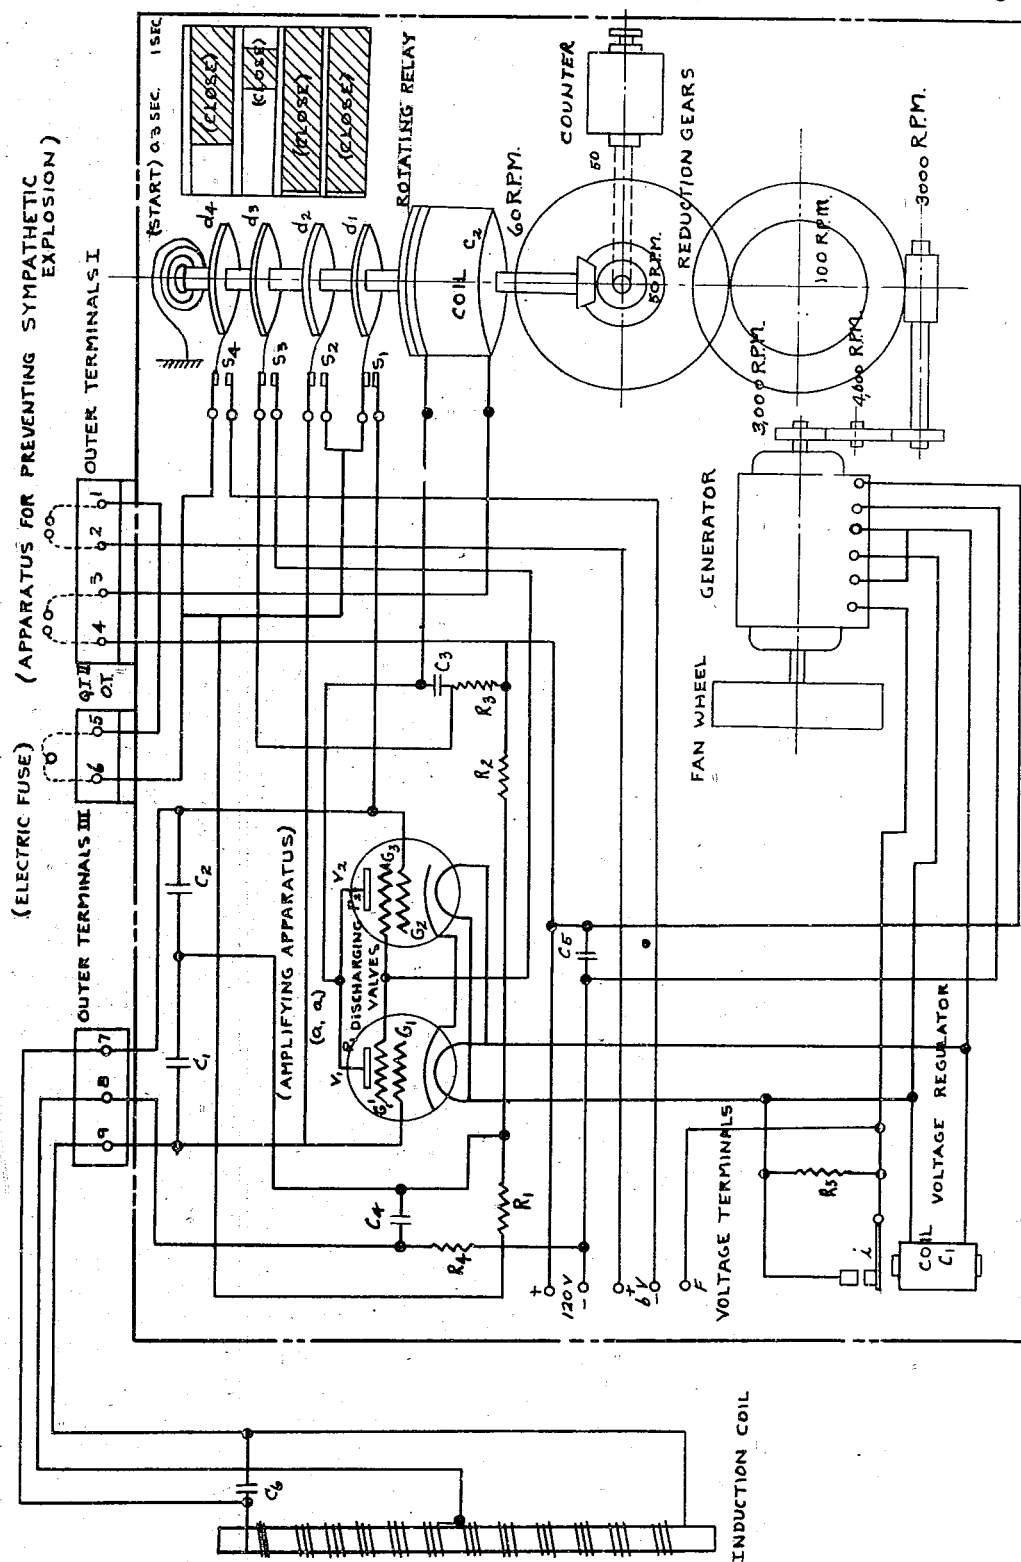 (APPARATUS FOR PREVENTING SYMPATHETIC
EXPLOSION)
(ELECTRIC FUSE)
OUTER TERMINALS I
1
2
3
4
O.T.
5
6
OUTER TERMINALS III
7
8
9
(START) 0.3 SEC. 1 SEC.
(CLOSE)
(CLOSE)
(CLOSE)
(CLOSE)
d4
d3
d2
d1
S4
S3
S2
S1
ROTATING RELAY
COIL
C2
60 R.P.M.
COUNTER
50
50 R.P.M.
REDUCTION GEARS
100 R.P.M.
3000 R.P.M.
3,000 R.P.M.
4,600 R.P.M.
GENERATOR
FAN WHEEL
C3
R3
R2
C2
C1
(AMPLIFYING APPARATUS)
(a, a)
DISCHARGING
VALVES
V2
G3
G2
V1
G1
C5
C4
R4
R1
+
120 V
-
+
6 V
-
F
VOLTAGE TERMINALS
VOLTAGE REGULATOR
R5
i
COIL
C1
C6
INDUCTION COIL